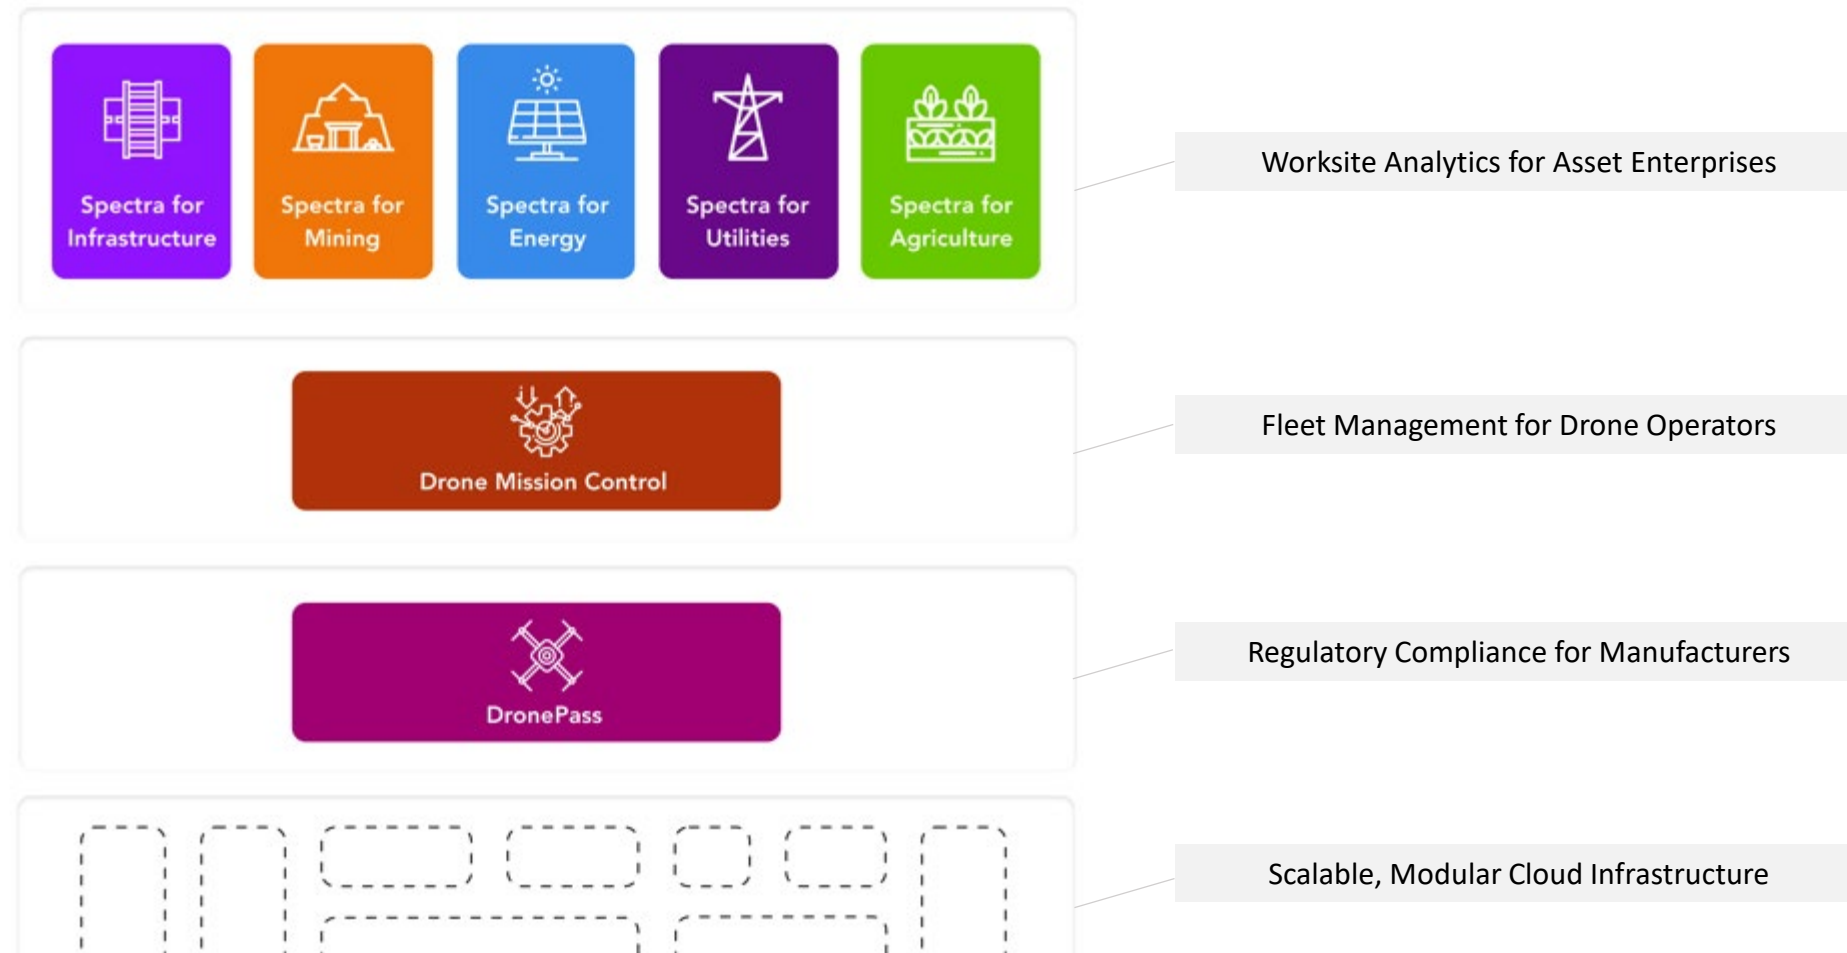 Spectra for
Infrastructure
Spectra for
Mining
Spectra for
Energy
Spectra for
Utilities
Spectra for
Agriculture
Worksite Analytics for Asset Enterprises
Drone Mission Control
Fleet Management for Drone Operators
DronePass
Regulatory Compliance for Manufacturers
Scalable, Modular Cloud Infrastructure